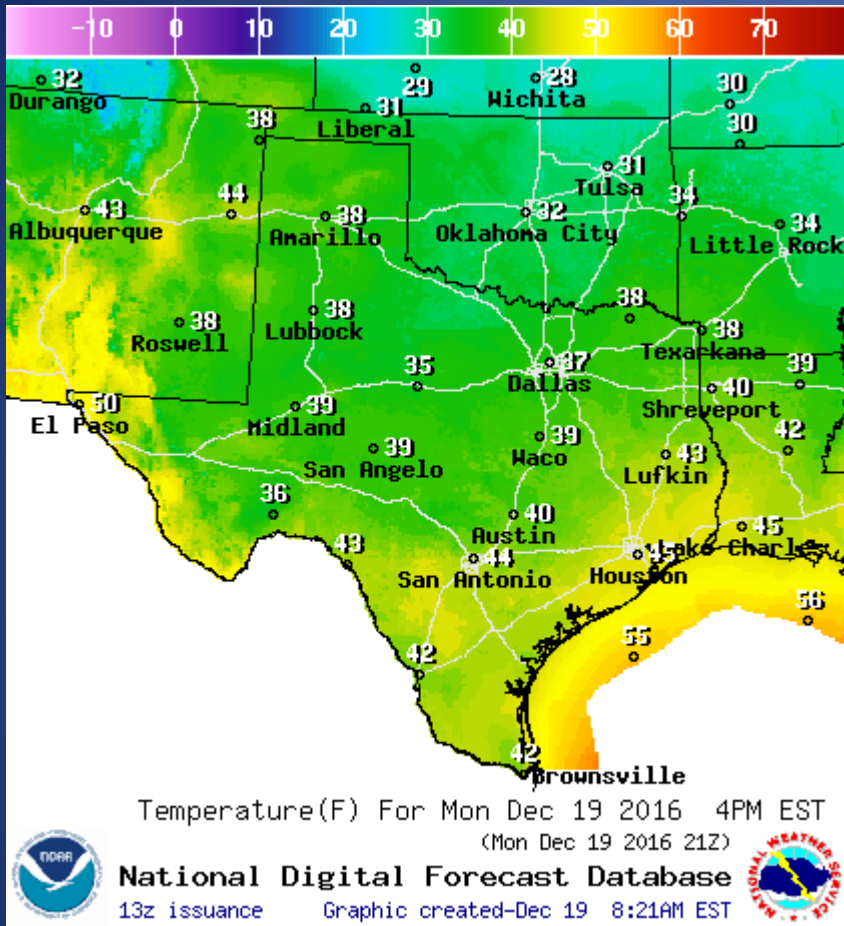 -10 0 10 20 30 40 50 60 70
32
29
28
Durango
Wichita
30
31
Liberal
38
30
31
Tulsa
43
44
38
32
34
34
Albuquerque
Amarillo
Oklahoma City
Little Rock
38
38
38
38
Roswell
Lubbock
Texarkana
37
35
Dallas
39
50
39
40
El Paso
Midland
Shreveport
39
39
43
42
San Angelo
Waco
Lufkin
36
40
45
Austin
43
44
45
Lake Charles
San Antonio
Houston
56
55
42
42
Brownsville
Temperature(F) For Mon Dec 19 2016 4PM EST
(Mon Dec 19 2016 21Z)
National Digital Forecast Database
13z issuance Graphic created-Dec 19 8:21AM EST
NOAA
NATIONAL WEATHER SERVICE